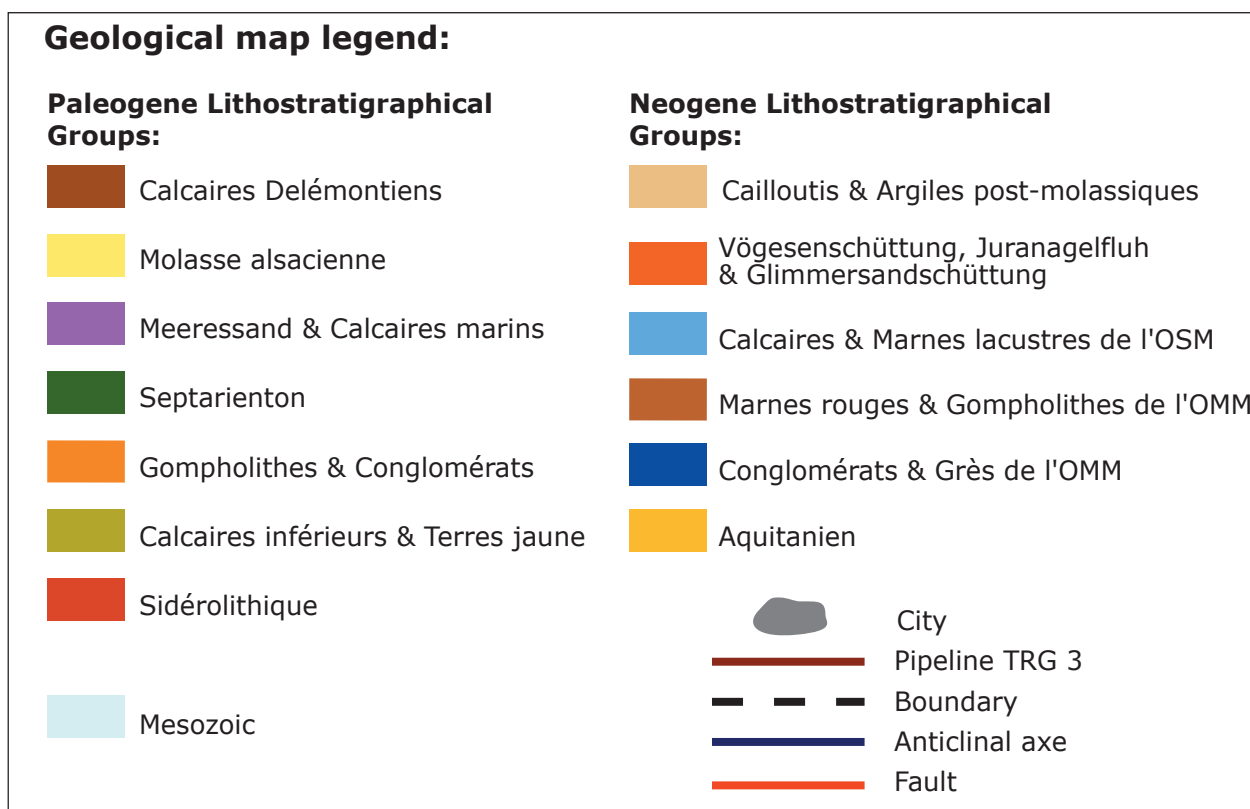 Geological map legend:
Paleogene Lithostratigraphical
Groups:
Calcaires Delémontiens
Molasse alsacienne
Meeressand & Calcaires marins
Septarienton
Gompholithes & Conglomérats
Calcaires inférieurs & Terres jaune
Sidérolithique
Mesozoic
Neogene Lithostratigraphical
Groups:
Cailloutis & Argiles post-molassiques
Vögesenschüttung, Juranagelfluh
& Glimmersandschüttung
Calcaires & Marnes lacustres de l'OSM
Marnes rouges & Gompholithes de l'OMM
Conglomérats & Grès de l'OMM
Aquitanien
City
Pipeline TRG 3
Boundary
Anticlinal axe
Fault